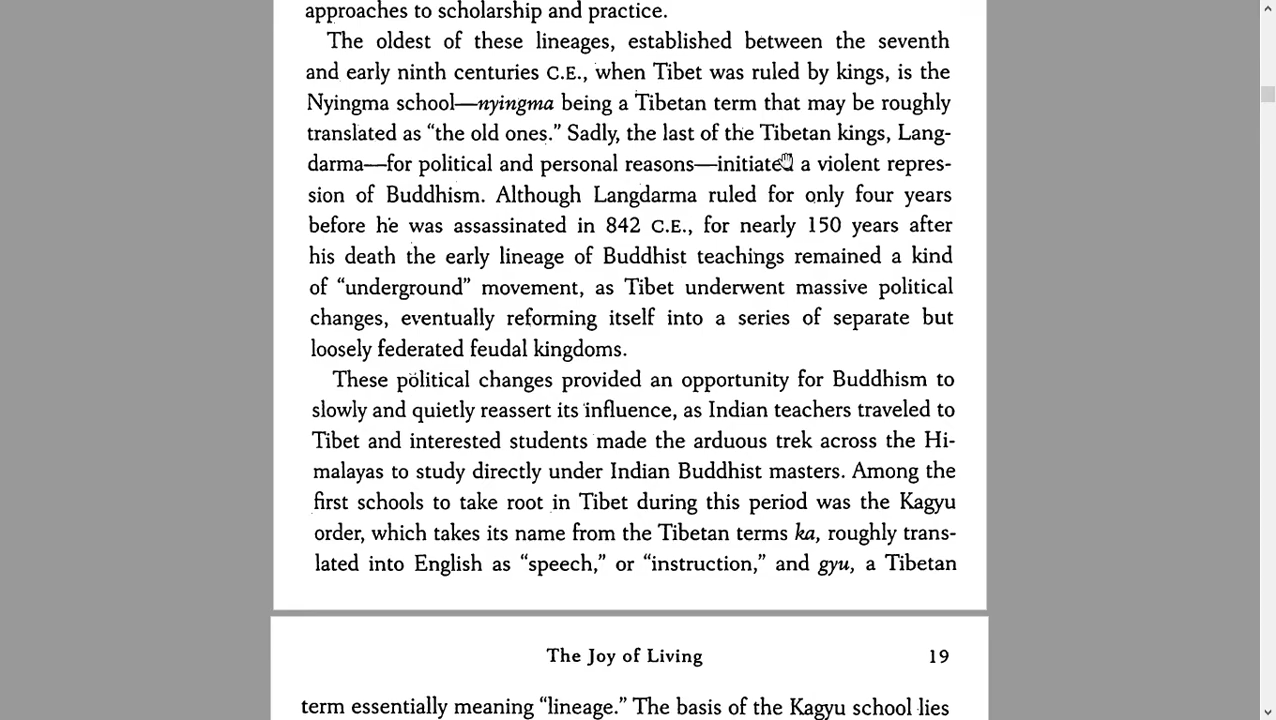 approaches to scholarship and practice.
The oldest of these lineages, established between the seventh
and early ninth centuries C.E., when Tibet was ruled by kings, is the
Nyingma school—nyingma being a Tibetan term that may be roughly
translated as “the old ones.” Sadly, the last of the Tibetan kings, Lang-
darma—for political and personal reasons—initiated a violent repres-
sion of Buddhism. Although Langdarma ruled for only four years
before he was assassinated in 842 C.E., for nearly 150 years after
his death the early lineage of Buddhist teachings remained a kind
of “underground” movement, as Tibet underwent massive political
changes, eventually reforming itself into a series of separate but
loosely federated feudal kingdoms.
These political changes provided an opportunity for Buddhism to
slowly and quietly reassert its influence, as Indian teachers traveled to
Tibet and interested students made the arduous trek across the Hi-
malayas to study directly under Indian Buddhist masters. Among the
first schools to take root in Tibet during this period was the Kagyu
order, which takes its name from the Tibetan terms ka, roughly trans-
lated into English as “speech,” or “instruction,” and gyu, a Tibetan
The Joy of Living 19
term essentially meaning “lineage.” The basis of the Kagyu school lies